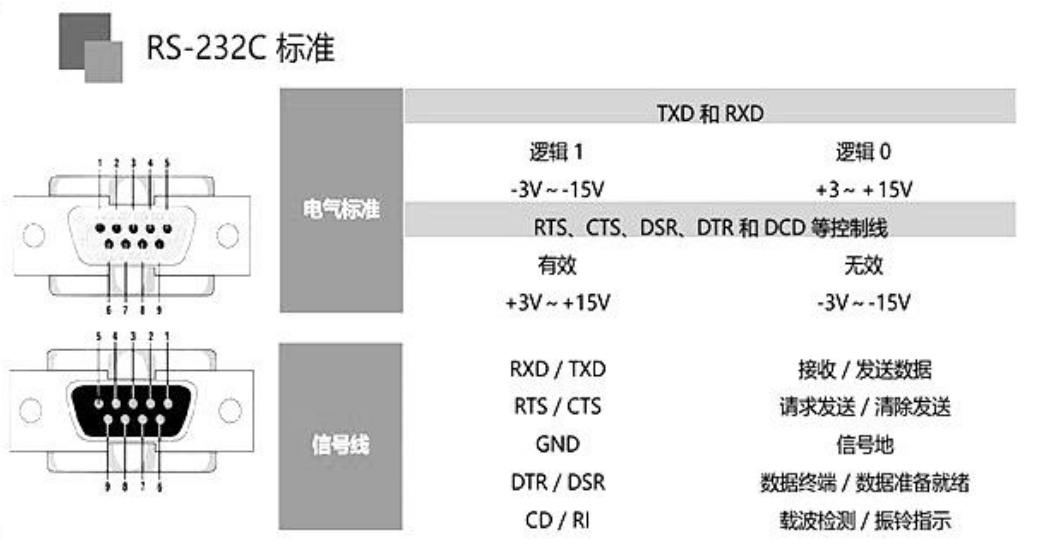 RS-232C 标准
TXD 和 RXD
逻辑 1 逻辑 0
-3V ~ -15V +3 ~ + 15V
电气标准
RTS、CTS、DSR、DTR 和 DCD 等控制线
有效 无效
+3V ~ +15V -3V ~ -15V
1 2 3 4 5
6 7 8 9
5 4 3 2 1
9 8 7 6
信号线
RXD / TXD 接收 / 发送数据
RTS / CTS 请求发送 / 清除发送
GND 信号地
DTR / DSR 数据终端 / 数据准备就绪
CD / RI 载波检测 / 振铃指示